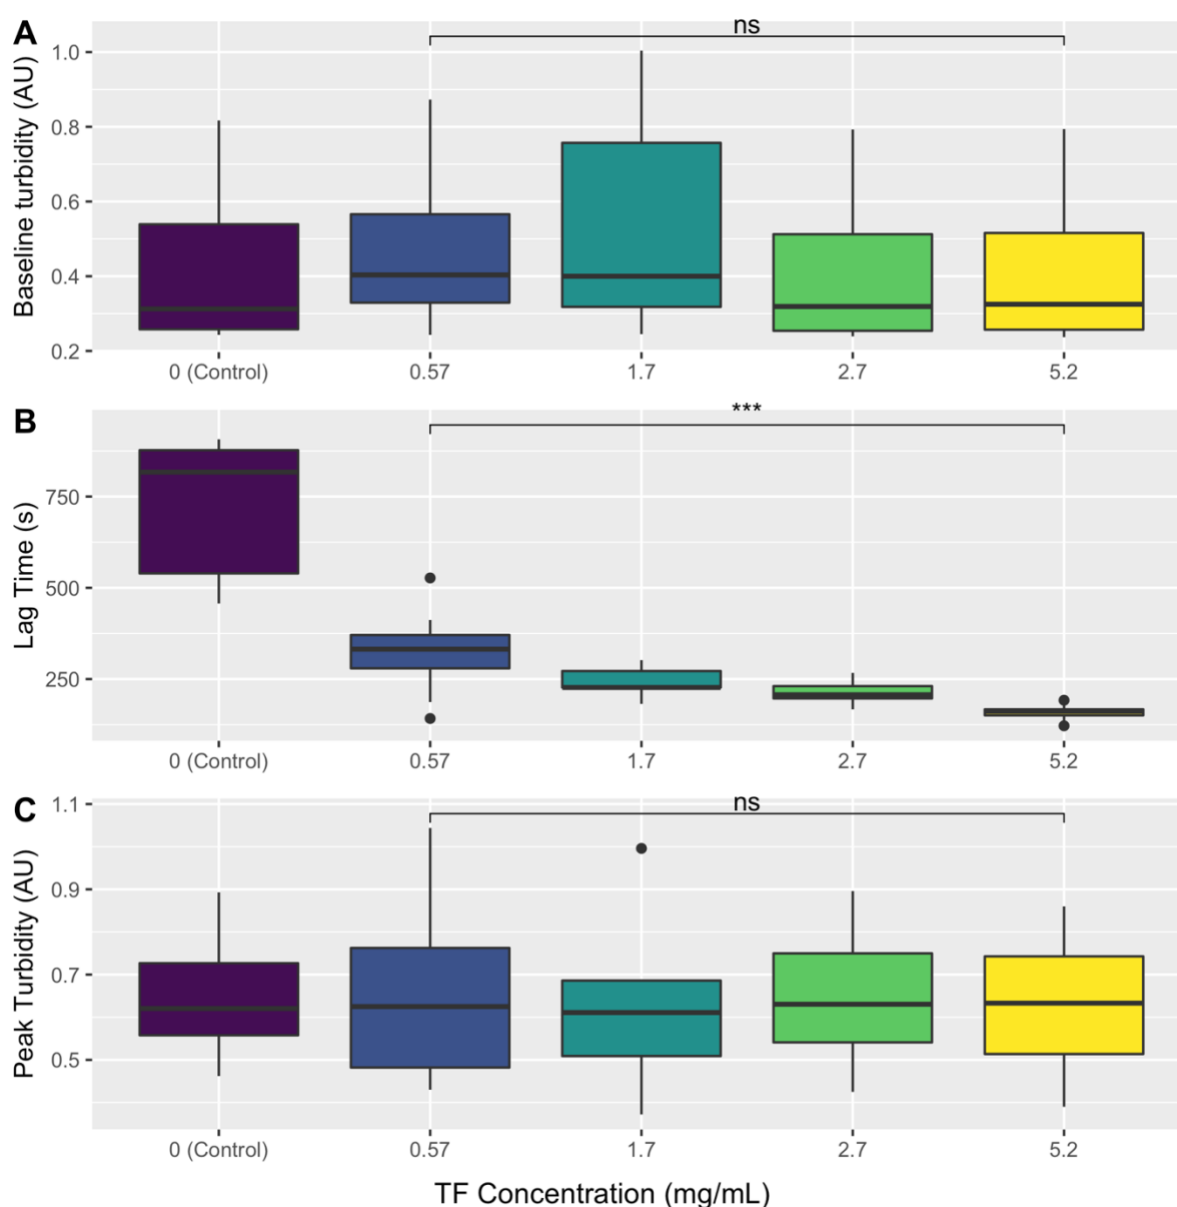 A
ns
Baseline turbidity (AU)
1.0
0.8
0.6
0.4
0.2
0 (Control) 0.57 1.7 2.7 5.2
B
***
Lag Time (s)
750
500
250
0 (Control) 0.57 1.7 2.7 5.2
C
ns
Peak Turbidity (AU)
1.1
0.9
0.7
0.5
0 (Control) 0.57 1.7 2.7 5.2
TF Concentration (mg/mL)